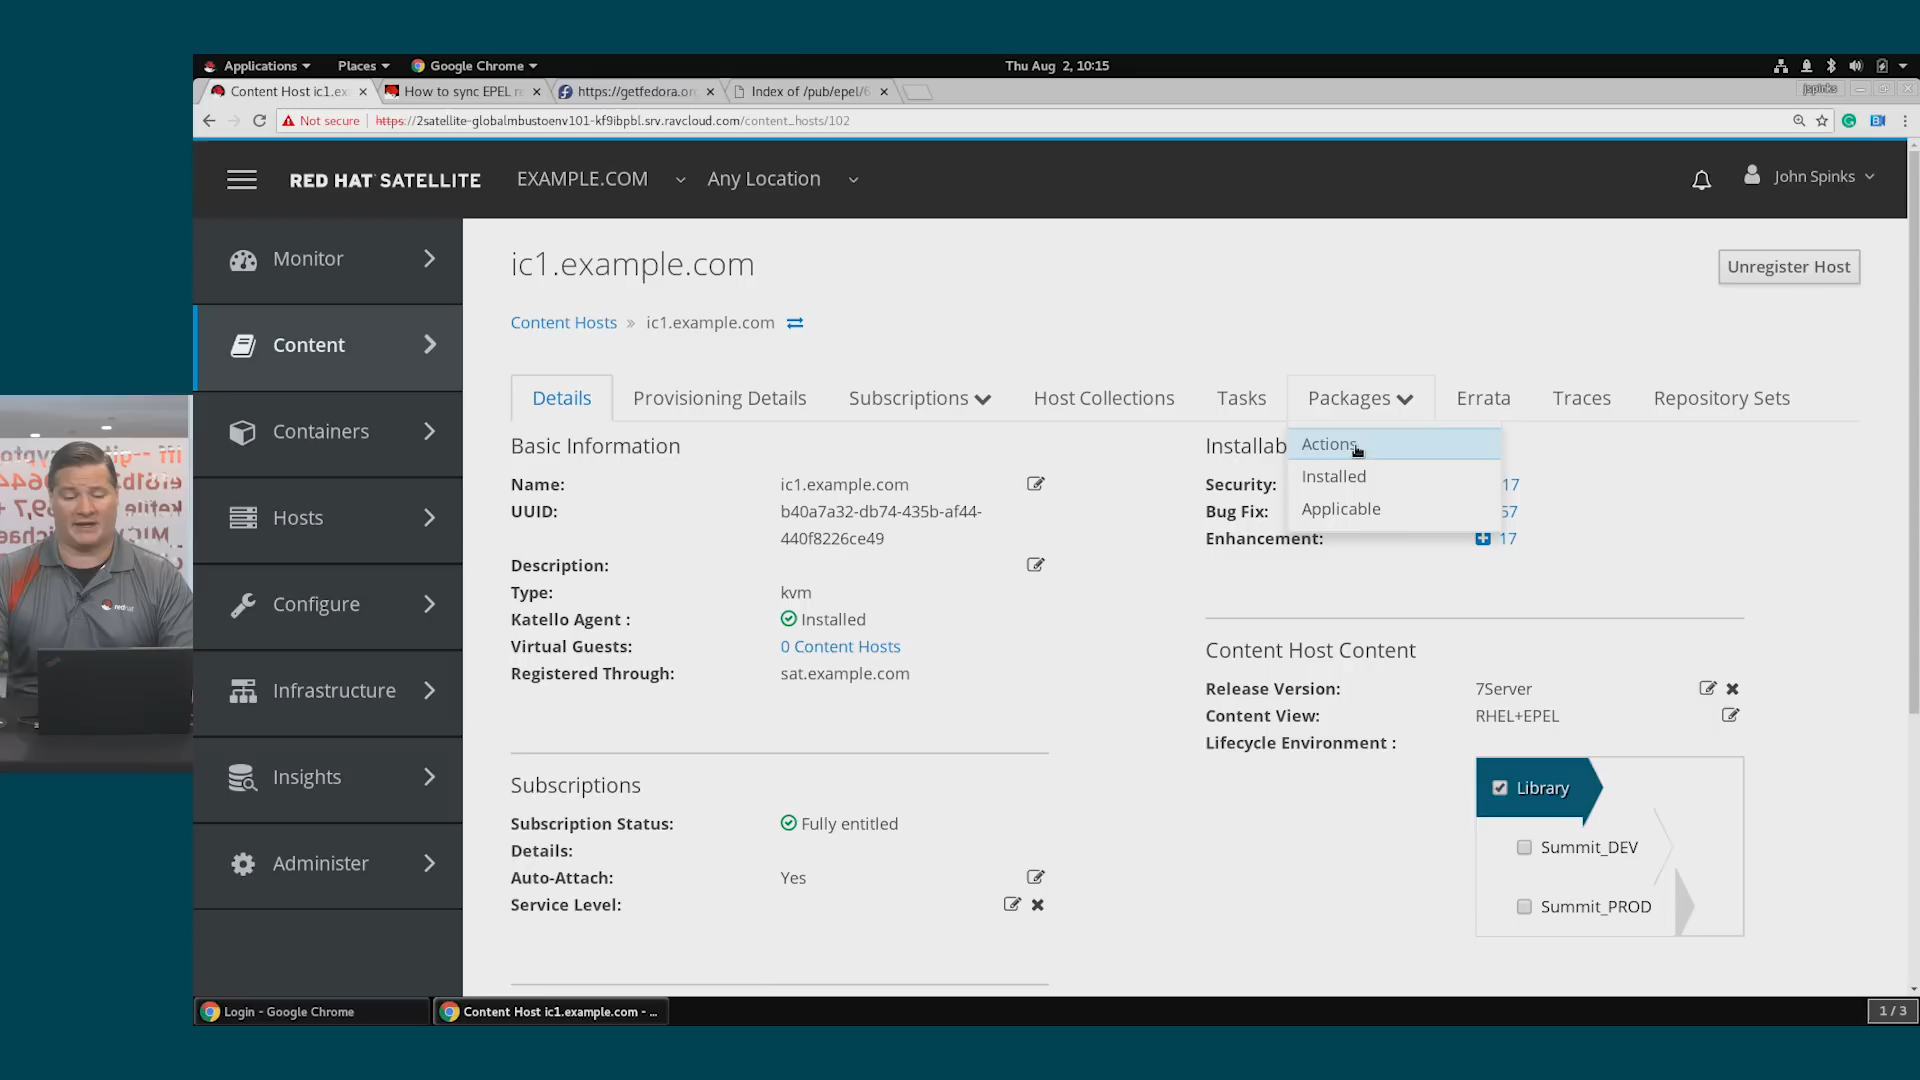 Applications Places Google Chrome Thu Aug 2, 10:15
Content Host ic1.ex How to sync EPEL re https://getfedora.or Index of /pub/epel/6 jspinks
Not secure https://2satellite-globalmbustoenv101-kf9ibpbl.srv.ravcloud.com/content_hosts/102
RED HAT SATELLITE EXAMPLE.COM Any Location John Spinks
Monitor
Content
Containers
Hosts
Configure
Infrastructure
Insights
Administer
ic1.example.com
Unregister Host
Content Hosts » ic1.example.com
Details Provisioning Details Subscriptions Host Collections Tasks Packages Errata Traces Repository Sets
Actions
Installed
Applicable
Basic Information
Name: ic1.example.com
UUID: b40a7a32-db74-435b-af44-
440f8226ce49
Description:
Type: kvm
Katello Agent : Installed
Virtual Guests: 0 Content Hosts
Registered Through: sat.example.com
Subscriptions
Subscription Status: Fully entitled
Details:
Auto-Attach: Yes
Service Level:
Installab
Security: 17
Bug Fix: 57
Enhancement: 17
Content Host Content
Release Version: 7Server
Content View: RHEL+EPEL
Lifecycle Environment :
Library
Summit_DEV
Summit_PROD
redhat
Login - Google Chrome Content Host ic1.example.com - ... 1 / 3